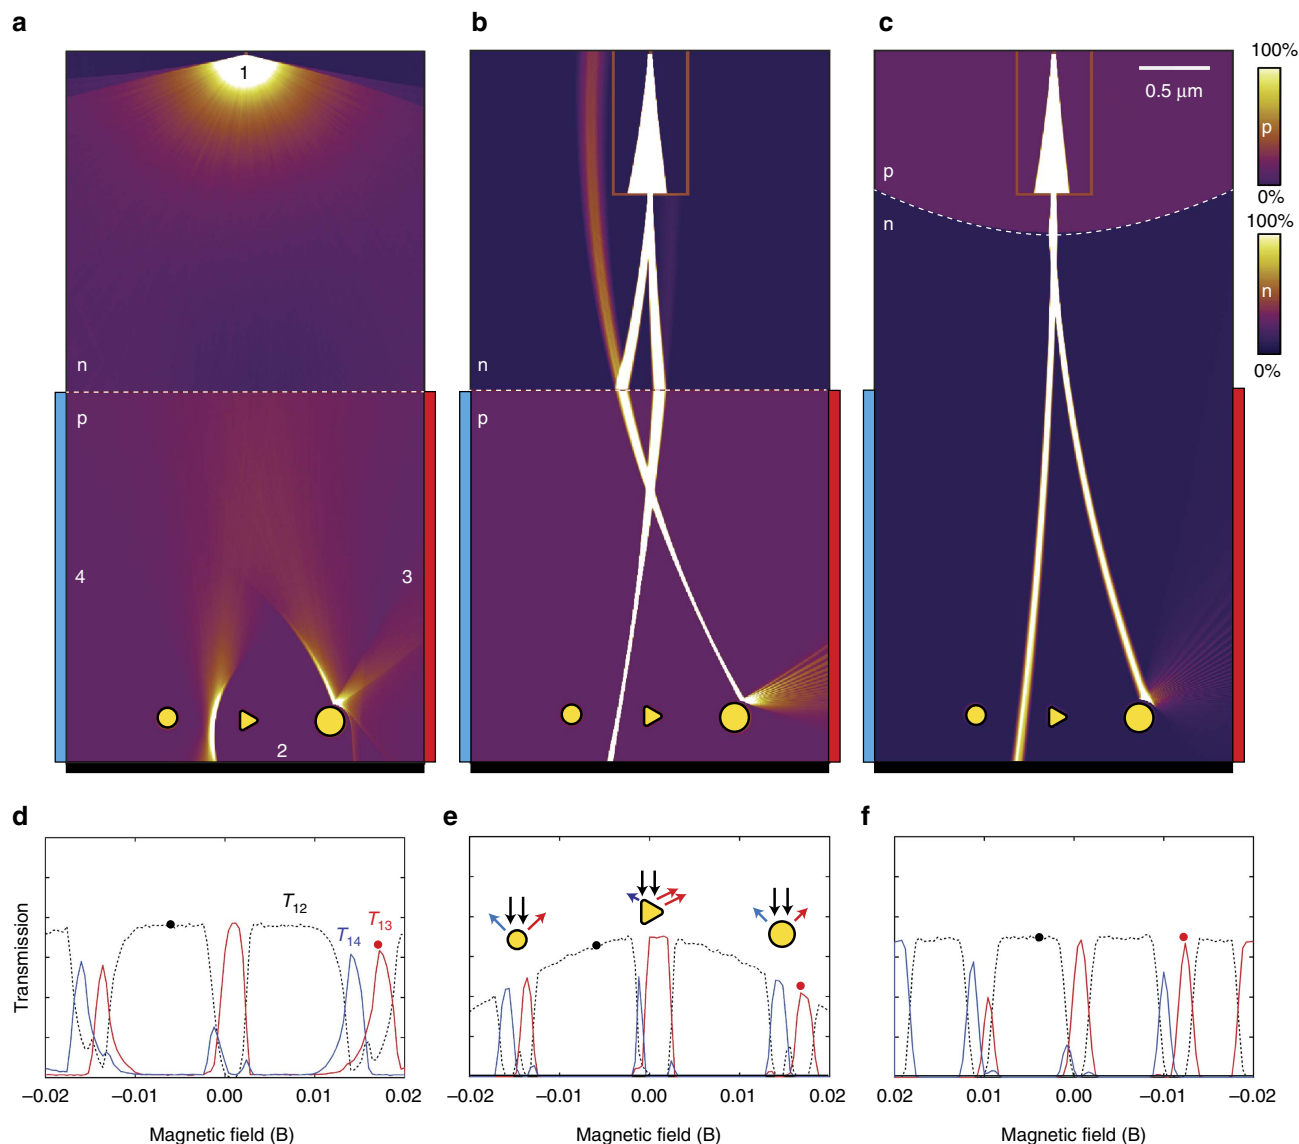 a
b
c
1
100%
p
0%
0.5 μm
100%
n
0%
p
n
n
p
n
p
4
3
2
d
e
f
T12
T14
T13
Transmission
−0.02
−0.01
0.00
0.01
0.02
−0.02
−0.01
0.00
0.01
0.02
0.02
0.01
0.00
−0.01
−0.02
Magnetic field (B)
Magnetic field (B)
Magnetic field (B)